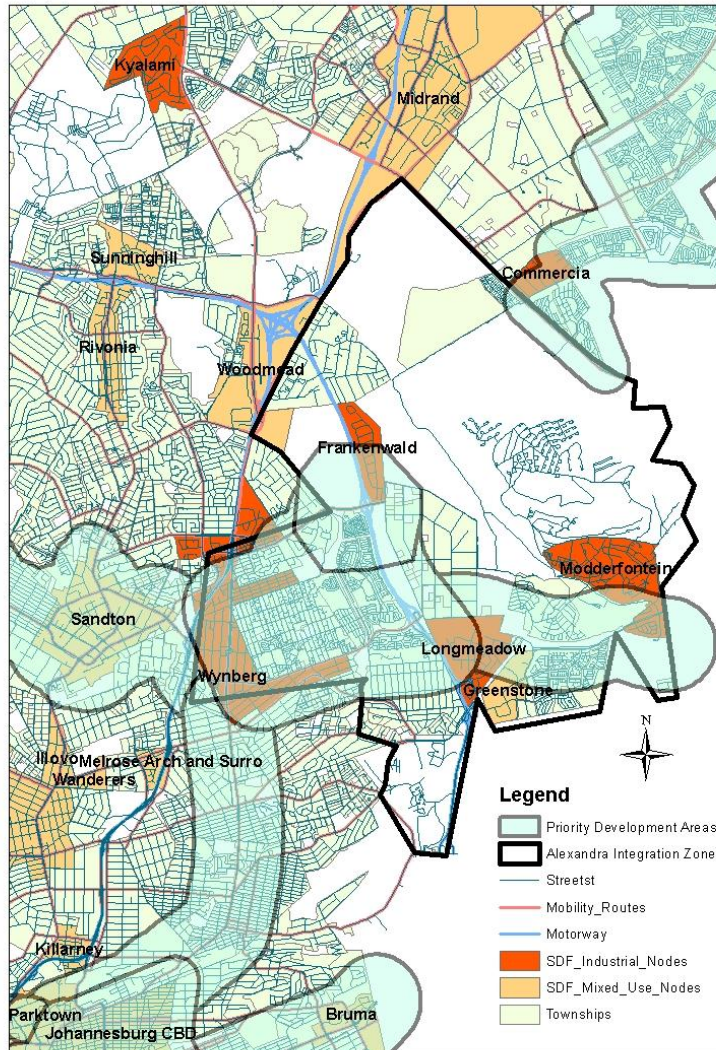 Kyalami
Midrand
Sunninghill
Commercia
Rivonia
Woodmead
Frankenwald
Modderfontein
Sandton
Longmeadow
Wynberg
Greenstone
Illovo
Melrose Arch and Surro
Wanderers
N
Legend
Priority Development Areas
Alexandra Integration Zone
Streetst
Mobility_Routes
Motorway
SDF_Industrial_Nodes
SDF_Mixed_Use_Nodes
Townships
Killarney
Parktown
Johannesburg CBD
Bruma